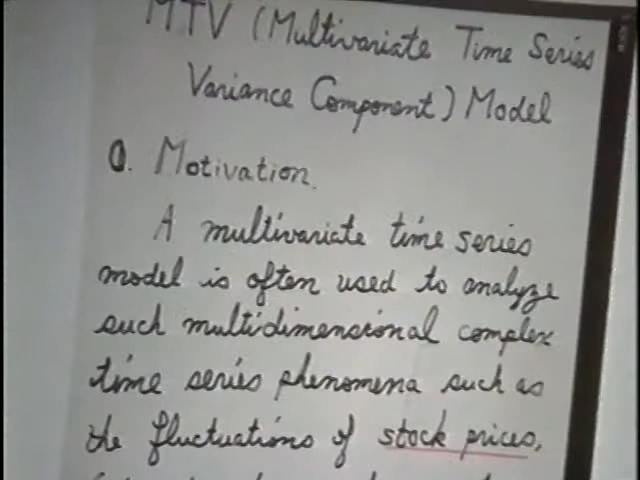 MTV (Multivariate Time Series
Variance Component) Model
0. Motivation.
A multivariate time series
model is often used to analyze
such multidimensional complex
time series phenomena such as
the fluctuations of stock prices,